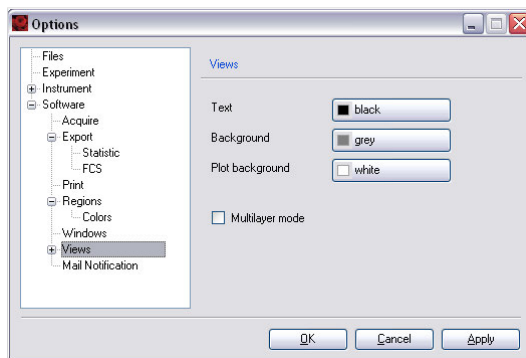 Options
Files
Experiment
Instrument
Software
Acquire
Export
Statistic
FCS
Print
Regions
Colors
Windows
Views
Mail Notification
Views
Text
black
Background
grey
Plot background
white
Multilayer mode
OK
Cancel
Apply